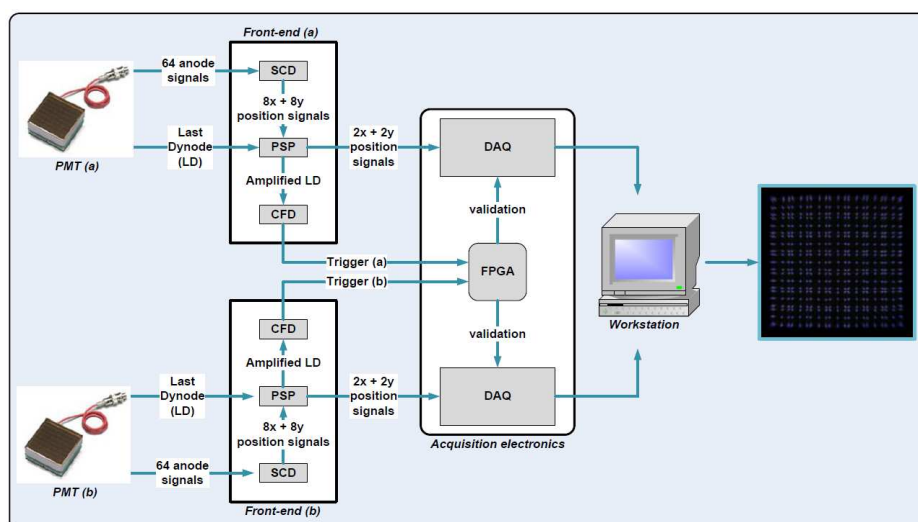 Front-end (a)
64 anode
signals
SCD
8x + 8y
position signals
Last
Dynode
(LD)
PSP
2x + 2y
position
signals
DAQ
PMT (a)
Amplified LD
CFD
validation
Trigger (a)
FPGA
Trigger (b)
CFD
validation
Workstation
Amplified LD
Last
Dynode
(LD)
PSP
2x + 2y
position
signals
DAQ
8x + 8y
position signals
Acquisition electronics
64 anode
signals
SCD
PMT (b)
Front-end (b)